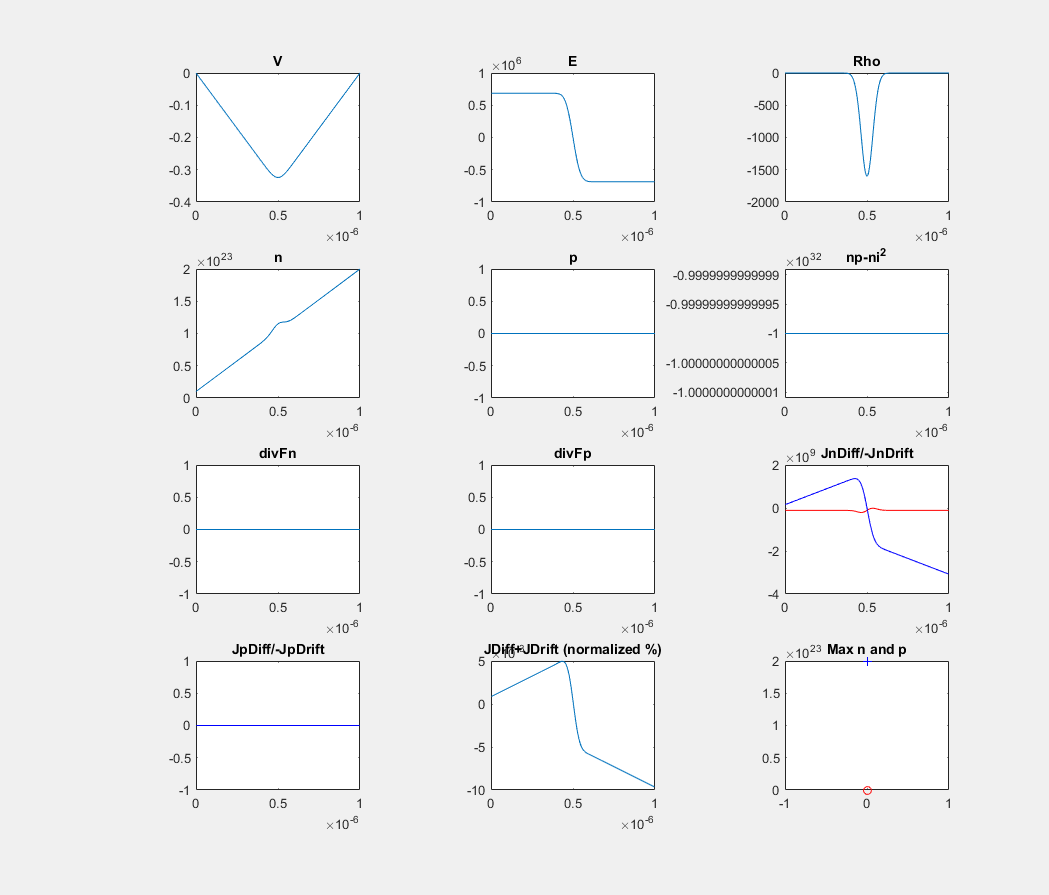 V
0
-0.1
-0.2
-0.3
-0.4
0 0.5 1
×10-6
×10^6 E
1
0.5
0
-0.5
-1
0 0.5 1
×10-6
Rho
0
-500
-1000
-1500
-2000
0 0.5 1
×10-6
×10^23 n
2
1.5
1
0.5
0
0 0.5 1
×10-6
p
1
0.5
0
-0.5
-1
0 0.5 1
×10-6
×10^32 np-ni^2
-0.9999999999999
-0.99999999999995
-1
-1.00000000000005
-1.0000000000001
0 0.5 1
×10-6
divFn
1
0.5
0
-0.5
-1
0 0.5 1
×10-6
divFp
1
0.5
0
-0.5
-1
0 0.5 1
×10-6
×10^9 JnDiff/-JnDrift
2
0
-2
-4
0 0.5 1
×10-6
JpDiff/-JpDrift
1
0.5
0
-0.5
-1
0 0.5 1
×10-6
JDiff+JDrift (normalized %)
5
0
-5
-10
0 0.5 1
×10-6
×10^23 Max n and p
2
1.5
1
0.5
0
-1 0 1